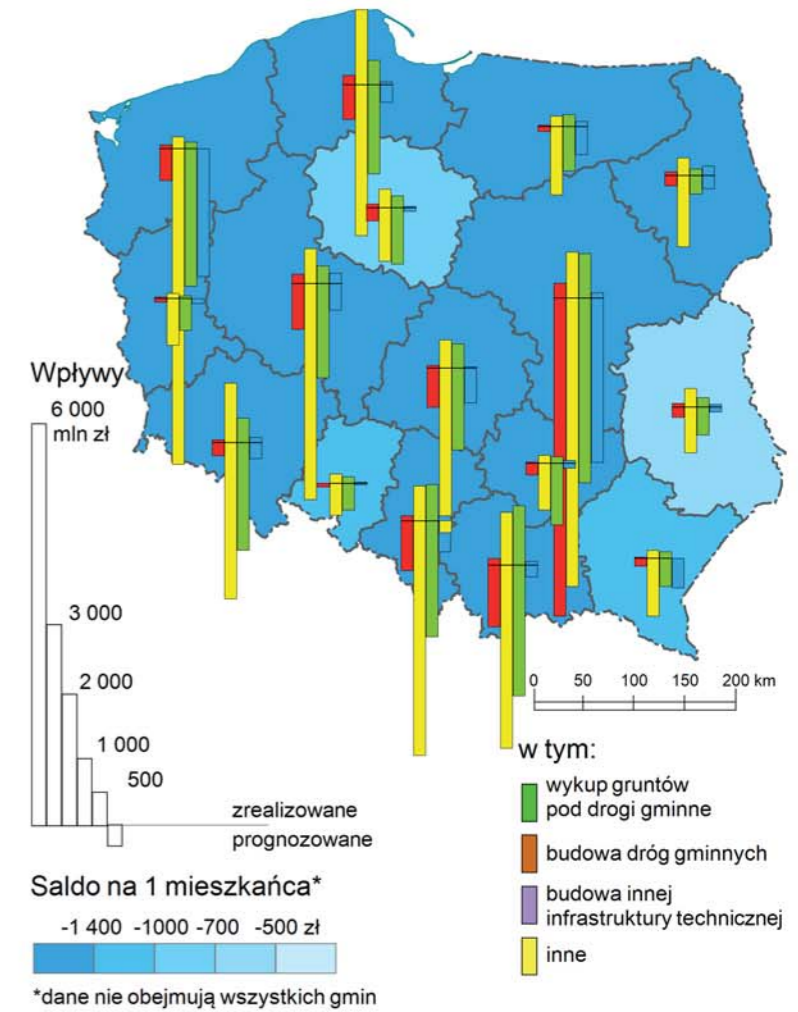 Wpływy
6 000
mln zł
3 000
2 000
1 000
500
zrealizowane
prognozowane
Saldo na 1 mieszkańca*
-1 400 -1000 -700 -500 zł
*dane nie obejmują wszystkich gmin
0 50 100 150 200 km
w tym:
wykup gruntów
pod drogi gminne
budowa dróg gminnych
budowa innej
infrastruktury technicznej
inne